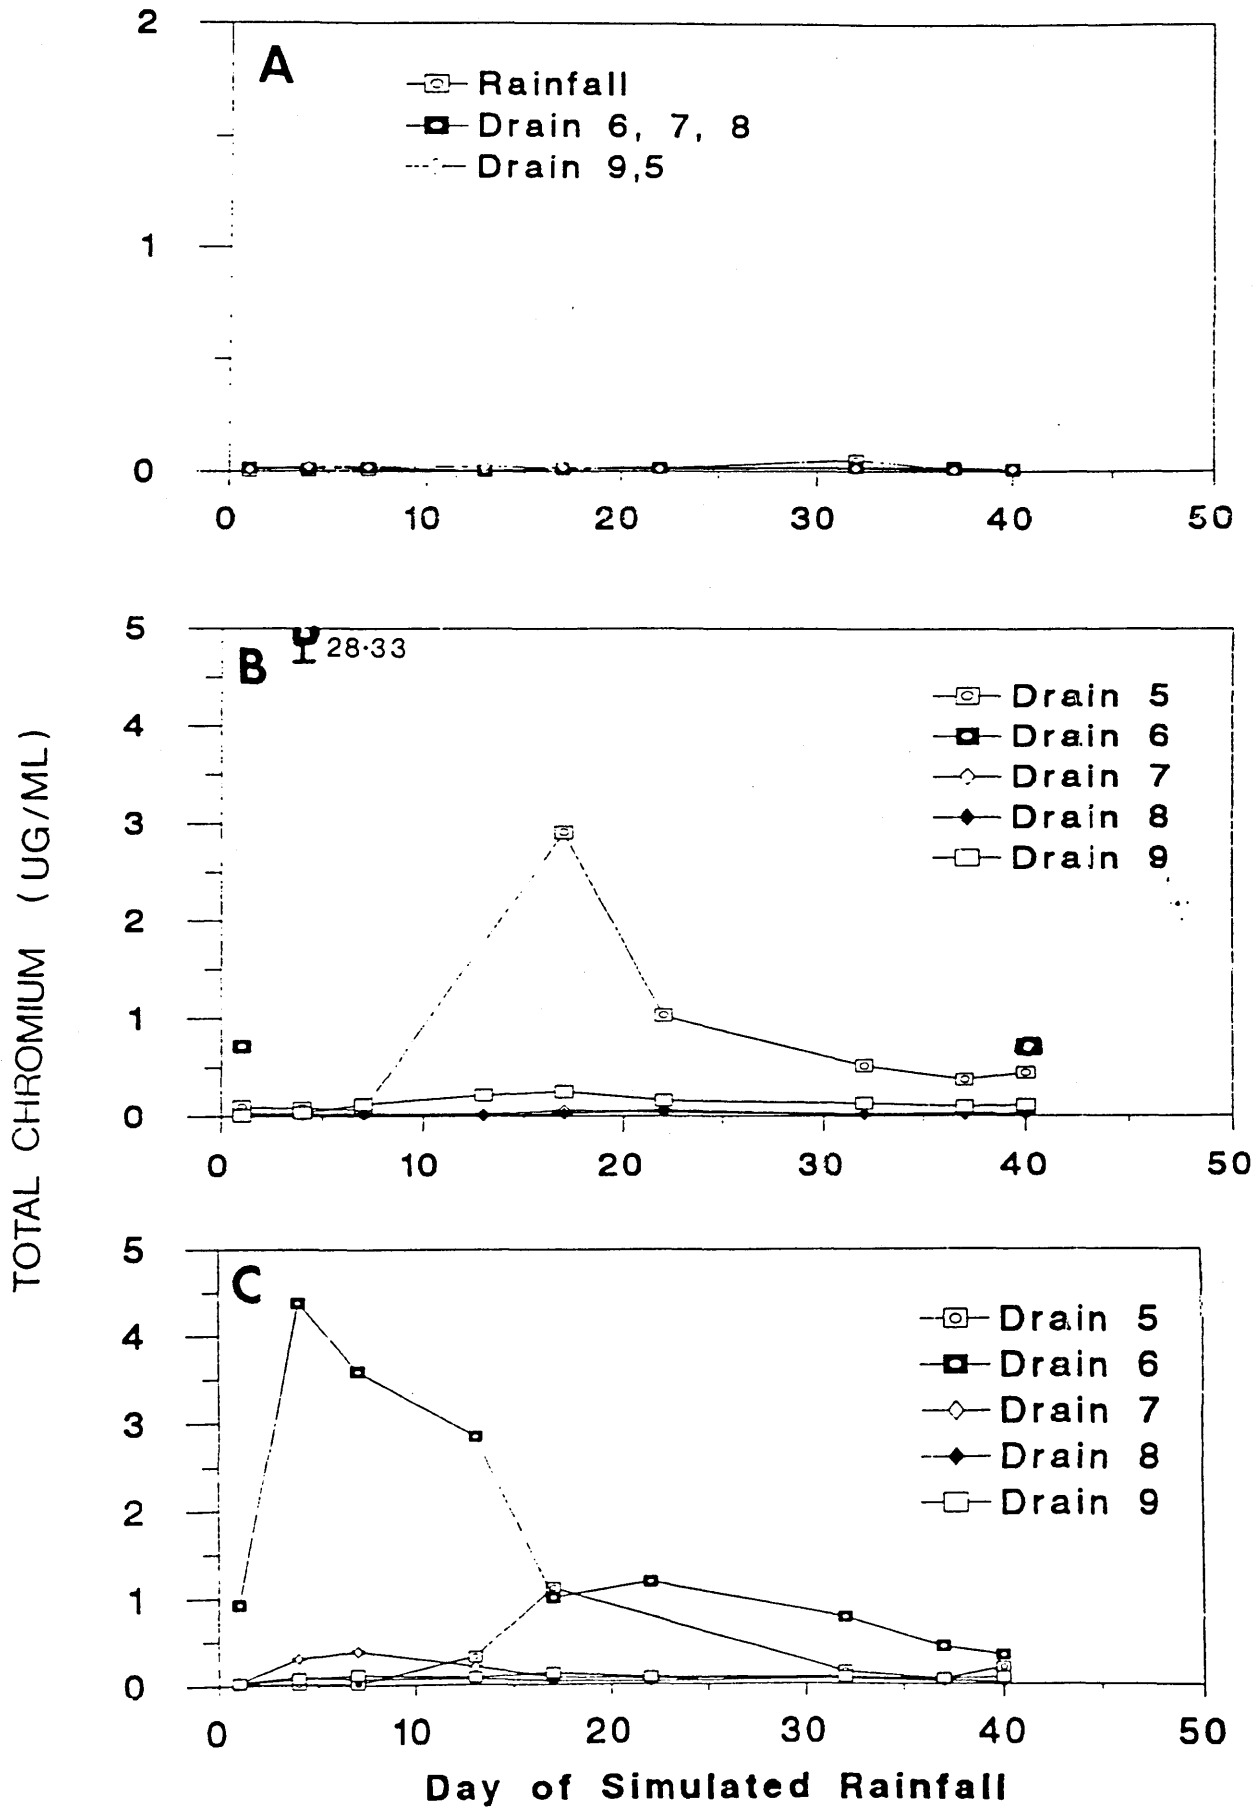 TOTAL CHROMIUM (UG/ML)
A
2
1
0
Rainfall
Drain 6, 7, 8
Drain 9,5
0 10 20 30 40 50
B
28·33
5
4
3
2
1
0
Drain 5
Drain 6
Drain 7
Drain 8
Drain 9
0 10 20 30 40 50
C
5
4
3
2
1
0
Drain 5
Drain 6
Drain 7
Drain 8
Drain 9
0 10 20 30 40 50
Day of Simulated Rainfall